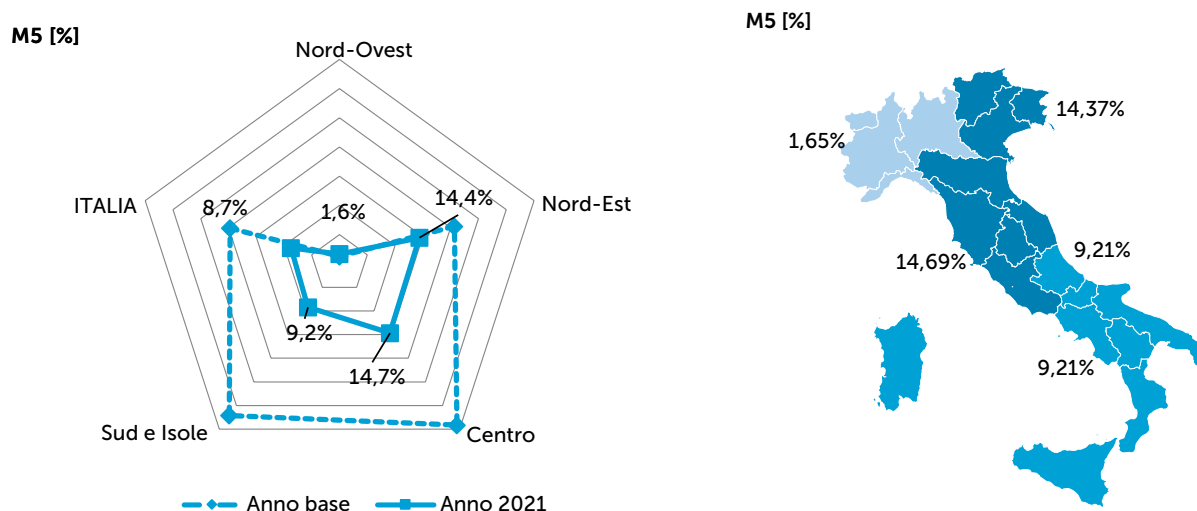 M5 [%]
Nord-Ovest
ITALIA
8,7%
1,6%
14,4%
Nord-Est
9,2%
14,7%
Sud e Isole
Centro
Anno base
Anno 2021
M5 [%]
14,37%
1,65%
9,21%
14,69%
9,21%